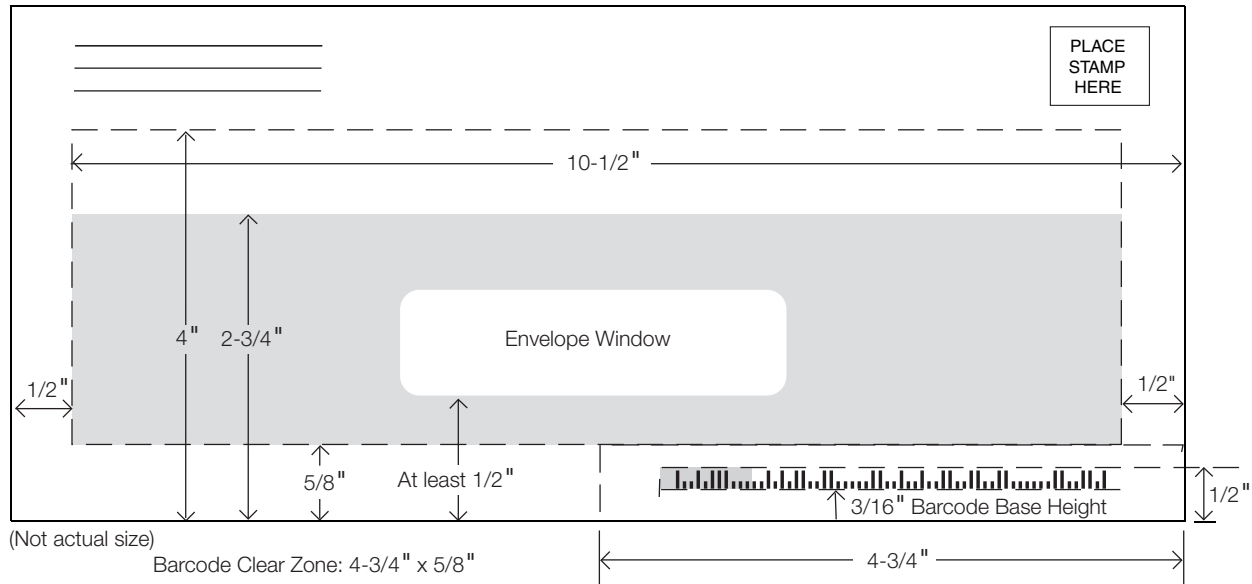 PLACE
STAMP
HERE
10-1/2"
4"
2-3/4"
Envelope Window
1/2"
1/2"
5/8"
At least 1/2"
1/2"
3/16" Barcode Base Height
(Not actual size)
Barcode Clear Zone: 4-3/4" x 5/8"
4-3/4"